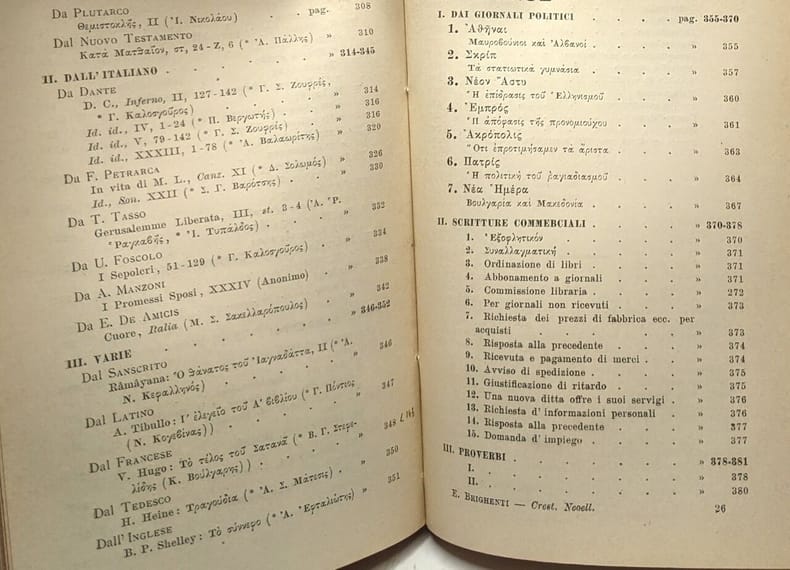 Da Plutarco
Θεμιστοκλῆς, II (Ἰ. Νικολάου) . pag. 308
Dal Nuovo Testamento
Κατὰ Ματθαῖον, στ, 24-Ζ, 6 (* Ἀ. Πάλλης) » 310
II. DALL' ITALIANO . . . . . » 314-345
Da Dante
D. C., Inferno, II, 127-142 (* Γ. Σ. Ζουφρίς,
* Γ. Καλοσγοῦρος) . . . . » 314
Id. id., IV, 1-24 (* Π. Βεργωτής) . » 316
Id. id., V, 79-142 (* Γ. Σ. Ζουφρίς) . » 316
Id. id., XXXIII, 1-78 (* Ἀ. Βαλαωρίτης) » 320
Da F. Petrarca
In vita di M. L., Canz. XI (* Δ. Σολωμός) » 326
Id., Son. XXII (* Σ. Γ. Βαρότσης) . » 330
Da T. Tasso
Gerusalemme Liberata, III, st. 3-4 (Ἀ. Ῥ.
Ῥαγκαβῆς, * Ἰ. Τυπάλδος) . . » 352
Da U. Foscolo
I Sepolcri, 51-129 (* Γ. Καλοσγοῦρος) . » 334
Da A. Manzoni
I Promessi Sposi, XXXIV (Anonimo) . » 338
Da E. De Amicis
Cuore, Italia (Μ. Σ. Σακελλαρόπουλος) . » 342
III. VARIE . . . . . » 346-352
Dal Sanscrito
Râmâyana: Ὁ θάνατος τοῦ Ἰαγναδάττα, II (* Ἀ.
Ν. Κεφαλληνός) . . . . » 346
Dal Latino
A. Tibullo: Ι' ἐλεγεῖο τοῦ Α' βιβλίου (* Γ. Πόντιος
(Ν. Κογεβίνας)) . . . . » 347
Dal Francese
V. Hugo: Τὸ τέλος τοῦ Σατανᾶ (* Β. Γ. Στεφε-
λίδης (Κ. Βούλγαρης)) . . . » 348
Dal Tedesco
H. Heine: Τραγούδια (* Ἀ. Σ. Μάτεσις) . » 350
Dall' Inglese
B. P. Shelley: Τὸ σύννεφο (* Ἀ. Ἐφταλιώτης) » 351
I. DAI GIORNALI POLITICI . . . . pag. 355-370
1. Ἀθῆναι
Μαυροβούνιοι καὶ Ἀλβανοί . . . . » 355
2. Σκρίπ
Τὰ στατιωτικὰ γυμνάσια . . . . » 357
3. Νέον Ἄστυ
Ἡ ἐπίδρασις τοῦ Ἑλληνισμοῦ . . . . » 360
4. Ἐμπρός
Ἡ ἀπόφασις τῆς προνομιούχου . . . . » 361
5. Ἀκρόπολις
Ὅτι ἐπροτιμήσαμεν τὰ ἄριστα . . . . » 363
6. Πατρίς
Ἡ πολιτικὴ τοῦ ῥαγιαδιασμοῦ . . . . » 364
7. Νέα Ἡμέρα
Βουλγαρία καὶ Μακεδονία . . . . » 367
II. SCRITTURE COMMERCIALI . . . . » 370-378
1. Ἐξοφλητικόν . . . . » 370
2. Συναλλαγματική . . . . » 371
3. Ordinazione di libri . . . . » 371
4. Abbonamento a giornali . . . . » 371
5. Commissione libraria . . . . » 272
6. Per giornali non ricevuti . . . . » 373
7. Richiesta dei prezzi di fabbrica ecc. per
acquisti . . . . » 373
8. Risposta alla precedente . . . . » 374
9. Ricevuta e pagamento di merci . . . . » 374
10. Avviso di spedizione . . . . » 375
11. Giustificazione di ritardo . . . . » 375
12. Una nuova ditta offre i suoi servigi . » 376
13. Richiesta d' informazioni personali . » 376
14. Risposta alla precedente . . . . » 377
15. Domanda d' impiego . . . . » 377
III. PROVERBI . . . . » 378-381
I. . . . . » 378
II. . . . . » 380
E. Brighenti — Crest. Neoell. 26